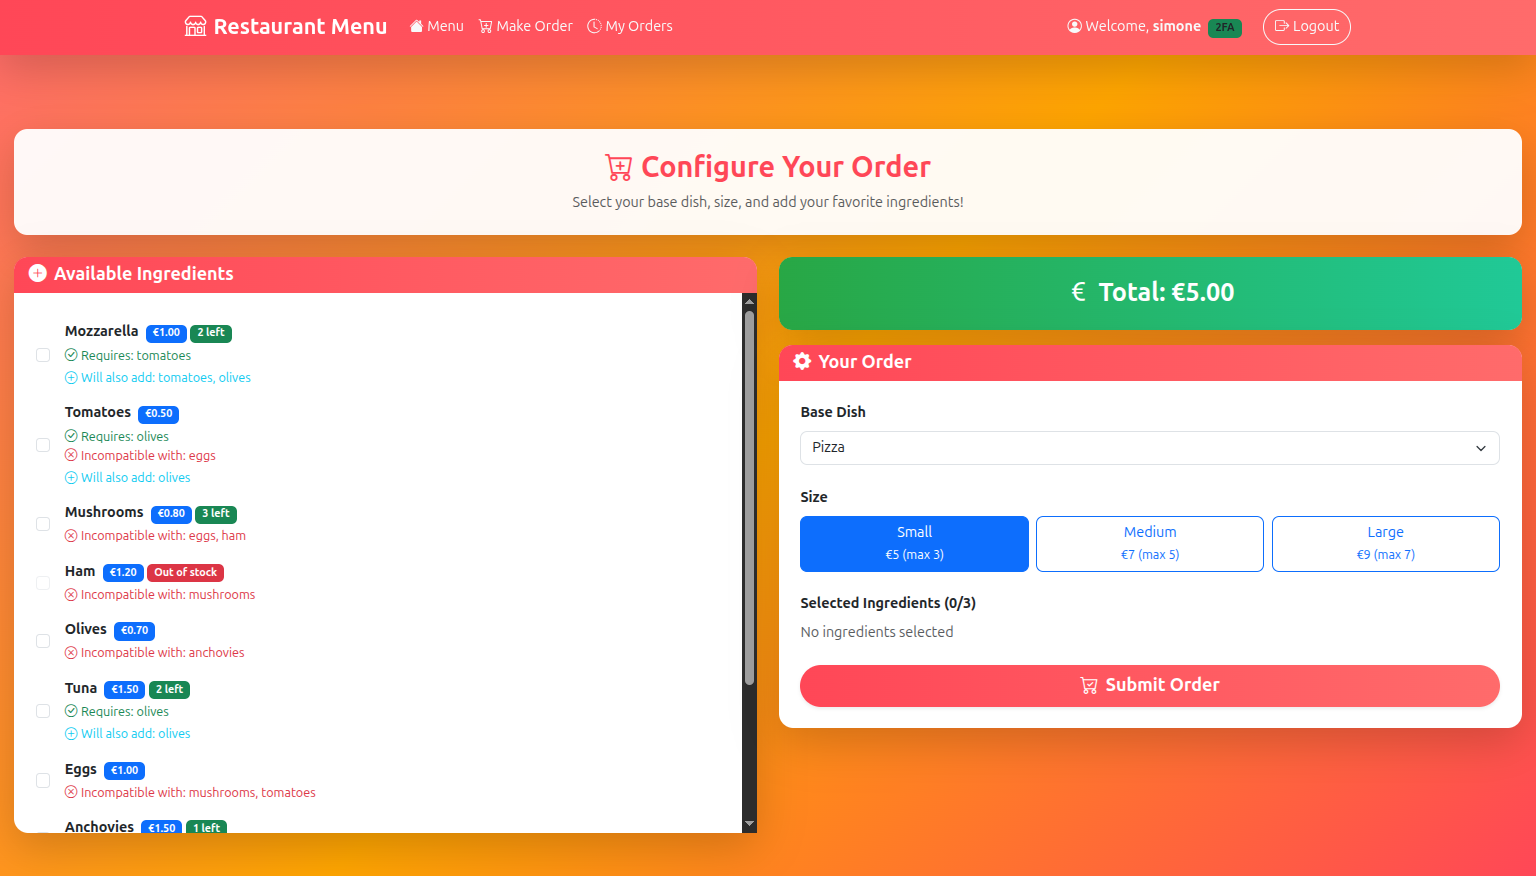 Restaurant Menu
Menu
Make Order
My Orders
Welcome, simone
2FA
Logout
Configure Your Order
Select your base dish, size, and add your favorite ingredients!
Available Ingredients
Mozzarella €1.00 2 left
Requires: tomatoes
Will also add: tomatoes, olives
Tomatoes €0.50
Requires: olives
Incompatible with: eggs
Will also add: olives
Mushrooms €0.80 3 left
Incompatible with: eggs, ham
Ham €1.20 Out of stock
Incompatible with: mushrooms
Olives €0.70
Incompatible with: anchovies
Tuna €1.50 2 left
Requires: olives
Will also add: olives
Eggs €1.00
Incompatible with: mushrooms, tomatoes
Anchovies €1.50 1 left
€ Total: €5.00
Your Order
Base Dish
Pizza
Size
Small
€5 (max 3)
Medium
€7 (max 5)
Large
€9 (max 7)
Selected Ingredients (0/3)
No ingredients selected
Submit Order